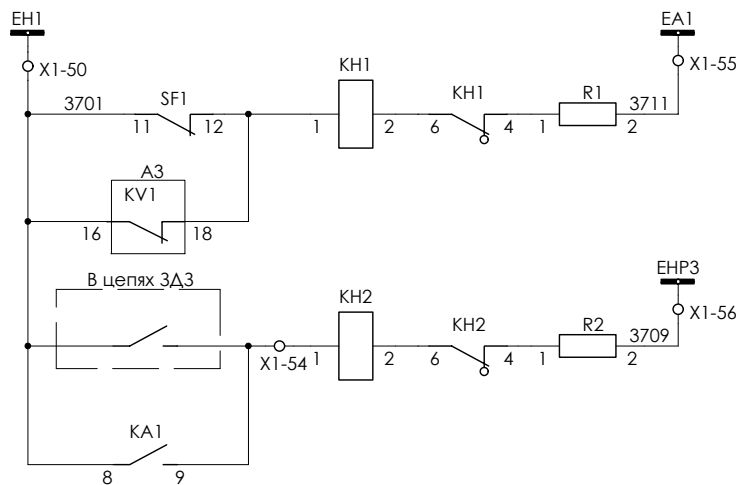 EH1
EA1
X1-50
X1-55
KH1
KH1
R1
3701
SF1
3711
11
12
1
2
6
4
1
2
A3
KV1
16
18
В цепях ЗДЗ
EHP3
KH2
KH2
R2
X1-56
3709
X1-54
1
2
6
4
1
2
KA1
8
9